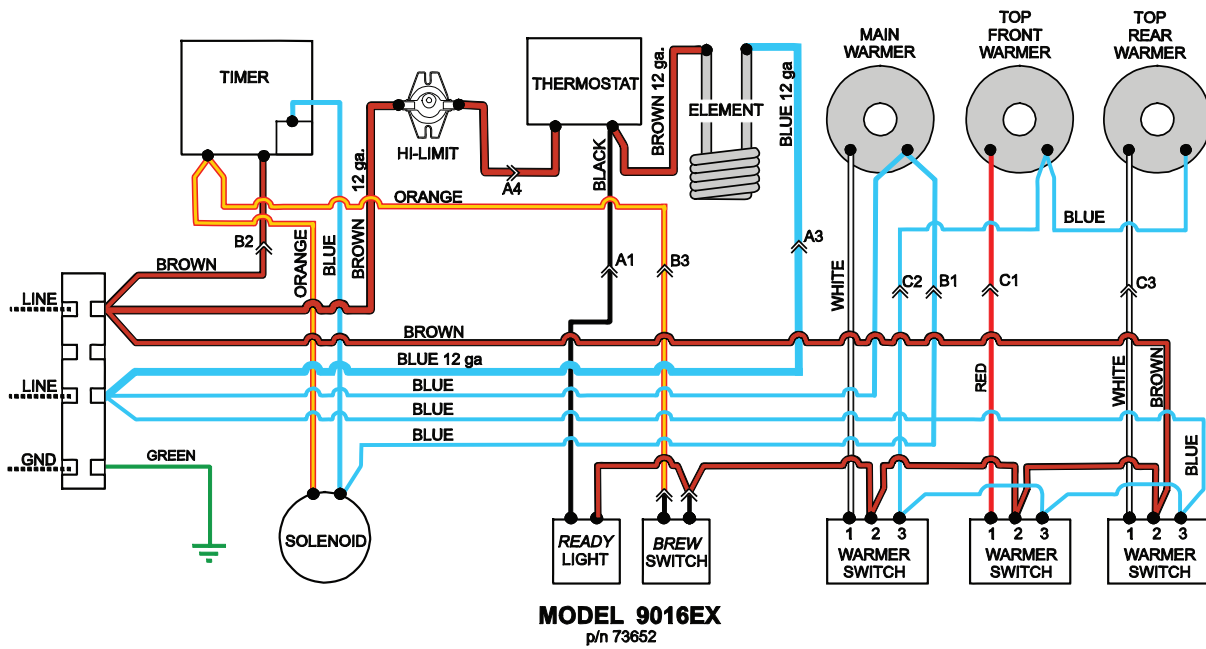 MAIN
WARMER
TOP
FRONT
WARMER
TOP
REAR
WARMER
TIMER
HI-LIMIT
THERMOSTAT
ELEMENT
BROWN 12 ga.
BLUE 12 ga
12 ga.
BROWN
BLACK
A4
ORANGE
B2
BROWN
ORANGE
BLUE
A1
B3
A3
WHITE
C2
B1
C1
BLUE
C3
LINE
BROWN
BLUE 12 ga
LINE
BLUE
BLUE
BLUE
RED
WHITE
BROWN
BLUE
GND
GREEN
SOLENOID
READY
LIGHT
BREW
SWITCH
1 2 3
WARMER
SWITCH
1 2 3
WARMER
SWITCH
1 2 3
WARMER
SWITCH
MODEL 9016EX
p/n 73652